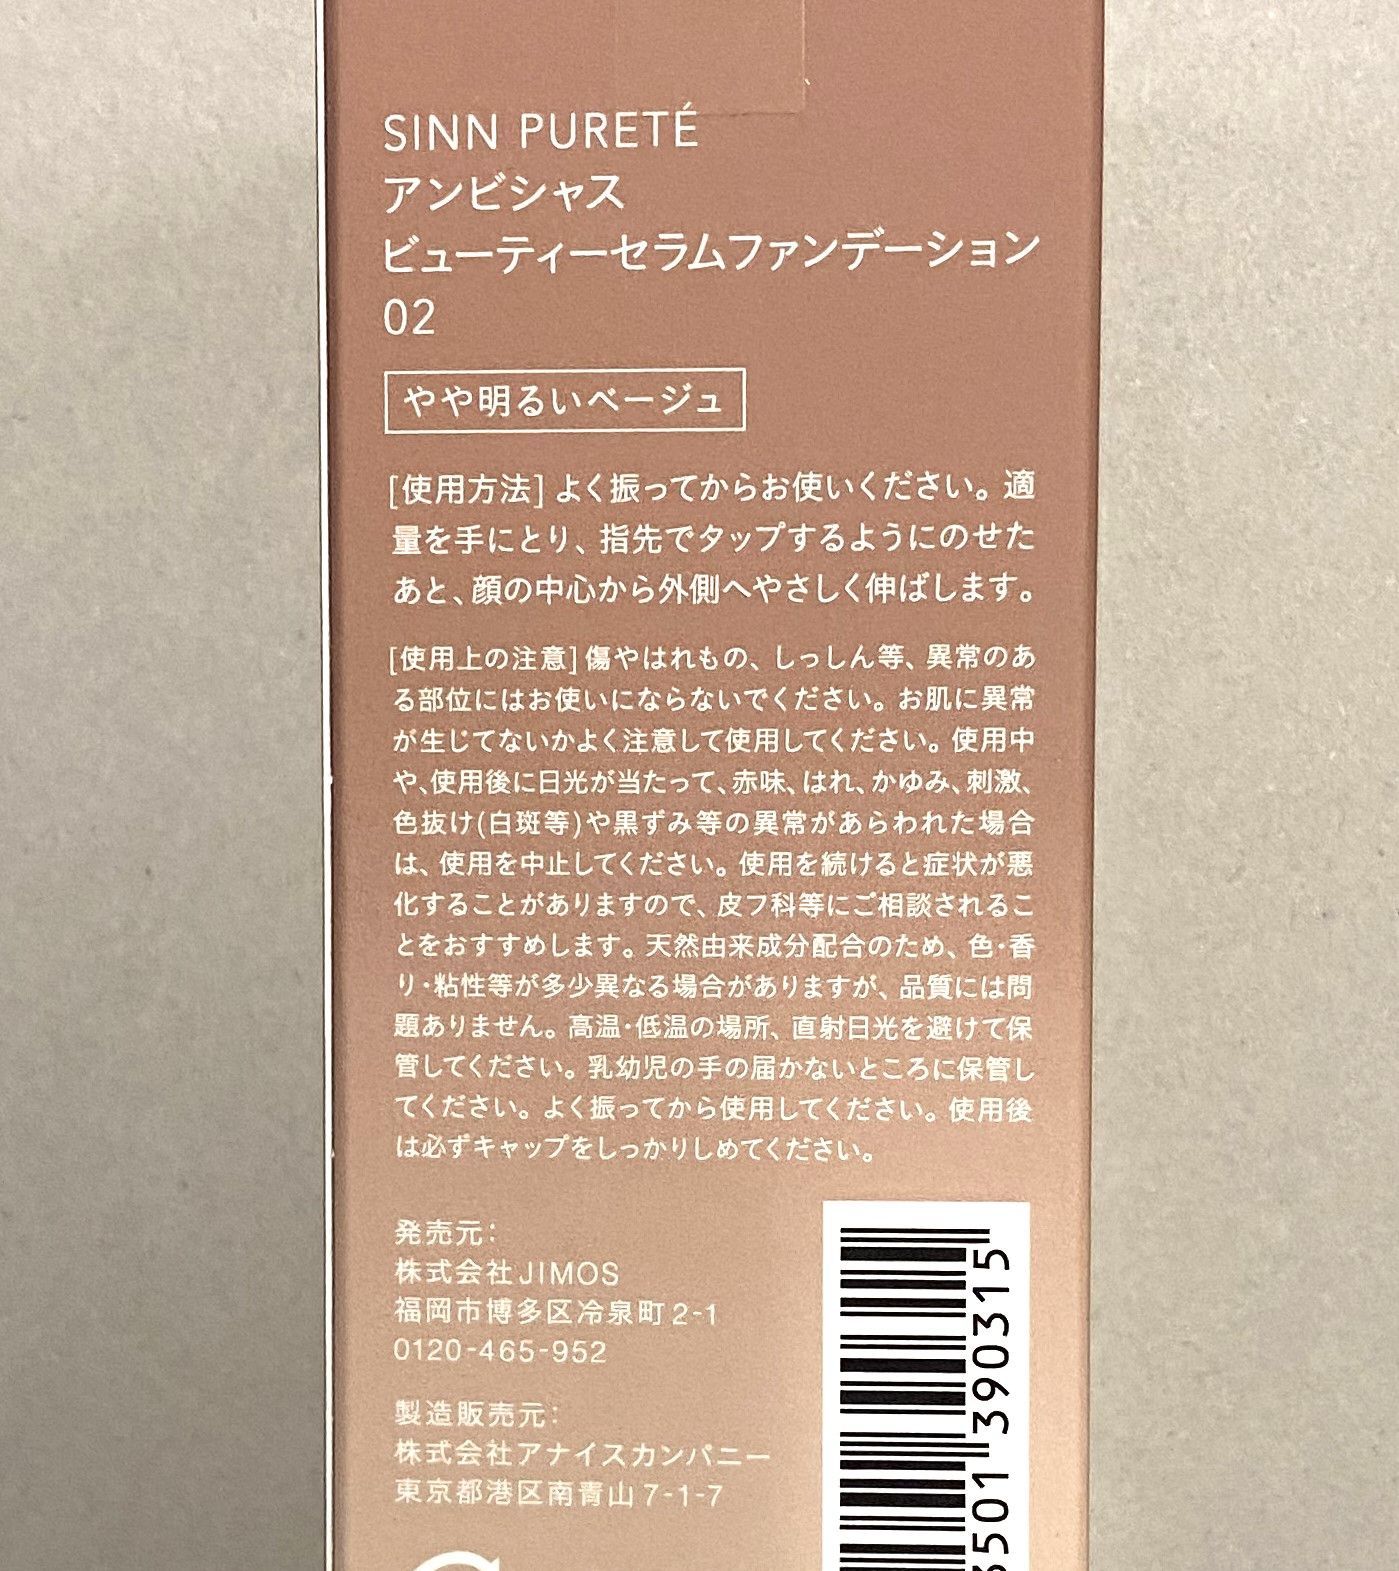 SINN PURETÉ
アンビシャス
ビューティーセラムファンデーション
02
やや明るいベージュ
[使用方法] よく振ってからお使いください。適
量を手にとり、指先でタップするようにのせた
あと、顔の中心から外側へやさしく伸ばします。
[使用上の注意] 傷やはれもの、しっしん等、異常のあ
る部位にはお使いにならないでください。お肌に異常
が生じてないかよく注意して使用してください。使用中
や、使用後に日光が当たって、赤味、はれ、かゆみ、刺激、
色抜け(白斑等)や黒ずみ等の異常があらわれた場合
は、使用を中止してください。使用を続けると症状が悪
化することがありますので、皮フ科等にご相談されるこ
とをおすすめします。天然由来成分配合のため、色・香
り・粘性等が多少異なる場合がありますが、品質には問
題ありません。高温・低温の場所、直射日光を避けて保
管してください。乳幼児の手の届かないところに保管し
てください。よく振ってから使用してください。使用後
は必ずキャップをしっかりしめてください。
発売元:
株式会社JIMOS
福岡市博多区冷泉町2-1
0120-465-952
製造販売元:
株式会社アナイスカンパニー
東京都港区南青山7-1-7
3501 390315